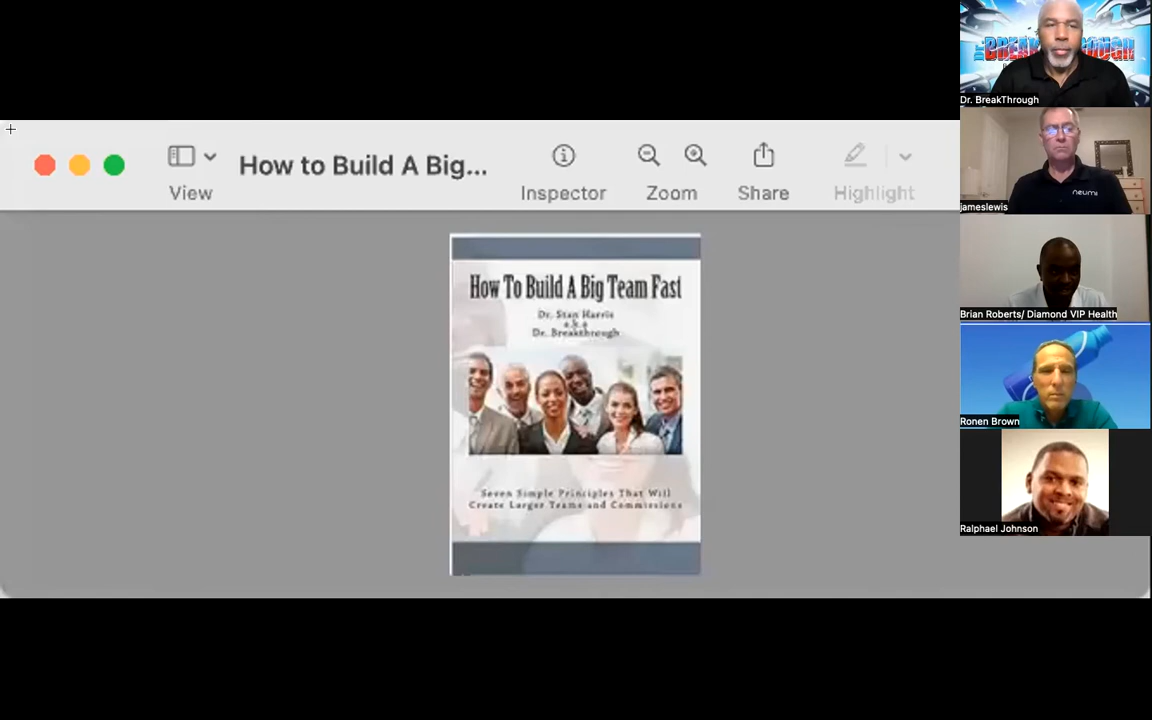 Dr. BreakThrough
View
How to Build A Big...
Inspector
Zoom
Share
Highlight
neumi
jameslewis
How To Build A Big Team Fast
Dr. Stan Harris
a.k.a
Dr. Breakthrough
Brian Roberts/ Diamond VIP Health
Ronen Brown
Seven Simple Principles That Will
Create Larger Teams and Commissions
Ralphael Johnson